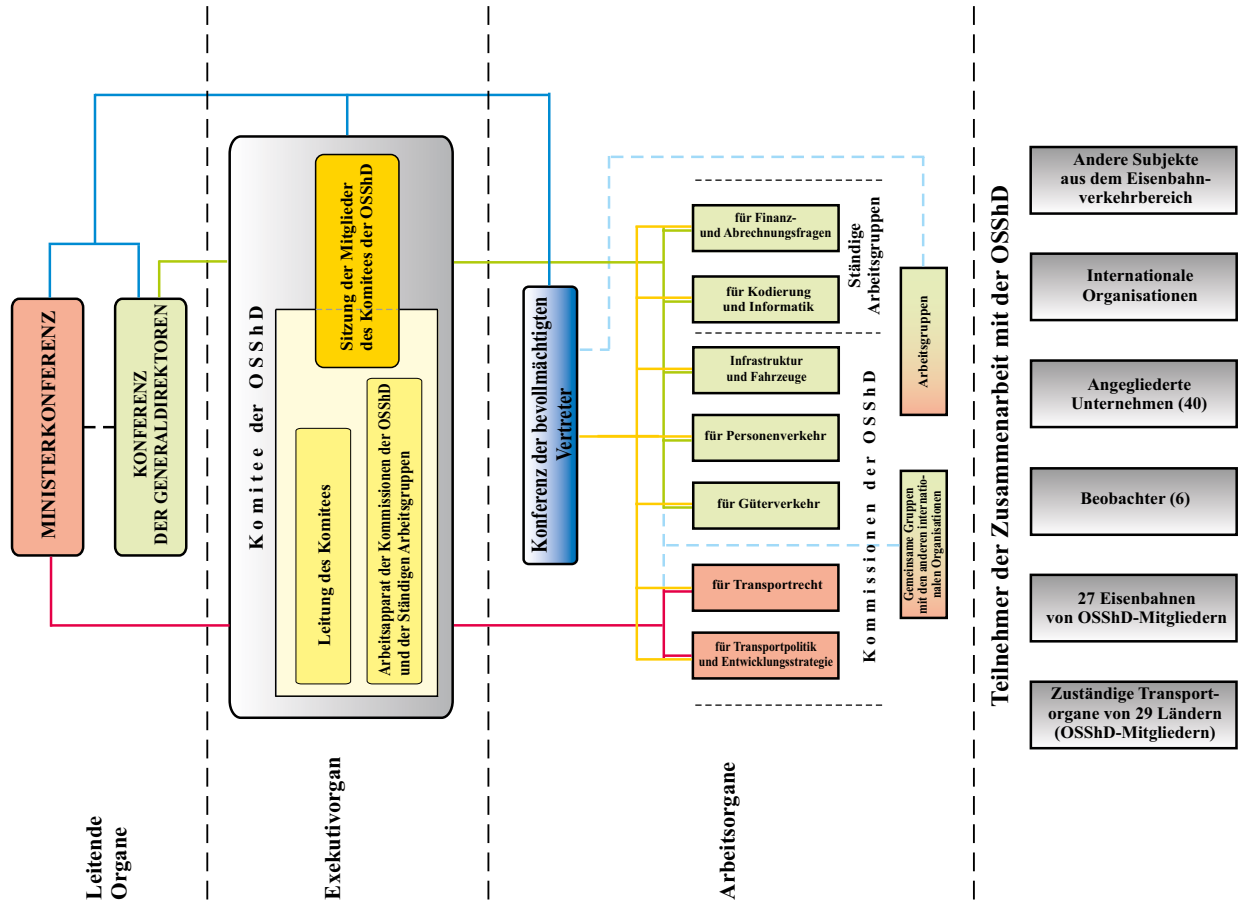 Leitende
Organe
MINISTERKONFERENZ
KONFERENZ
DER GENERALDIREKTOREN
Exekutivorgan
Komitee der OSShD
Leitung des Komitees
Arbeitsapparat der Kommissionen der OSShD
und der Ständigen Arbeitsgruppen
Sitzung der Mitglieder
des Komitees der OSShD
Arbeitsorgane
Konferenz der bevollmächtigten
Vertreter
für Transportpolitik
und Entwicklungsstrategie
für Transportrecht
für Güterverkehr
für Personenverkehr
Infrastruktur
und Fahrzeuge
für Kodierung
und Informatik
für Finanz-
und Abrechnungsfragen
Kommissionen der OSShD
Ständige
Arbeitsgruppen
Gemeinsame Gruppen
mit den anderen internatio-
nalen Organisationen
Arbeitsgruppen
Teilnehmer der Zusammenarbeit mit der OSShD
Zuständige Transport-
organe von 29 Ländern
(OSShD-Mitgliedern)
27 Eisenbahnen
von OSShD-Mitgliedern
Beobachter (6)
Angegliederte
Unternehmen (40)
Internationale
Organisationen
Andere Subjekte
aus dem Eisenbahn-
verkehrbereich